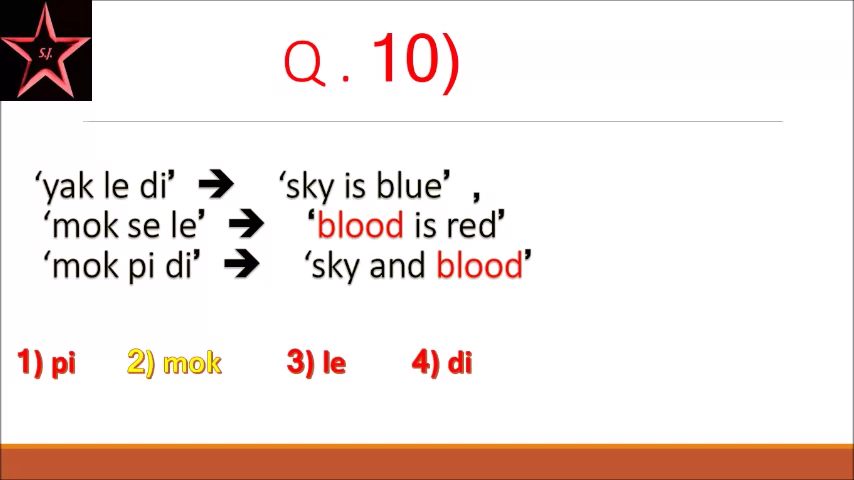 S.J.
Q . 10)
‘yak le di’ ➔ ‘sky is blue’ ,
‘mok se le’ ➔ ‘blood is red’
‘mok pi di’ ➔ ‘sky and blood’
1) pi 2) mok 3) le 4) di